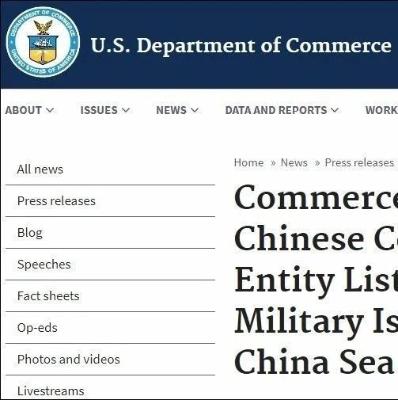 DEPARTMENT OF COMMERCE
UNITED STATES OF AMERICA
U.S. Department of Commerce
ABOUT
ISSUES
NEWS
DATA AND REPORTS
WORK
Home » News » Press releases
All news
Press releases
Blog
Speeches
Fact sheets
Op-eds
Photos and videos
Livestreams
Commerce
Chinese Co
Entity List
Military Is
China Sea